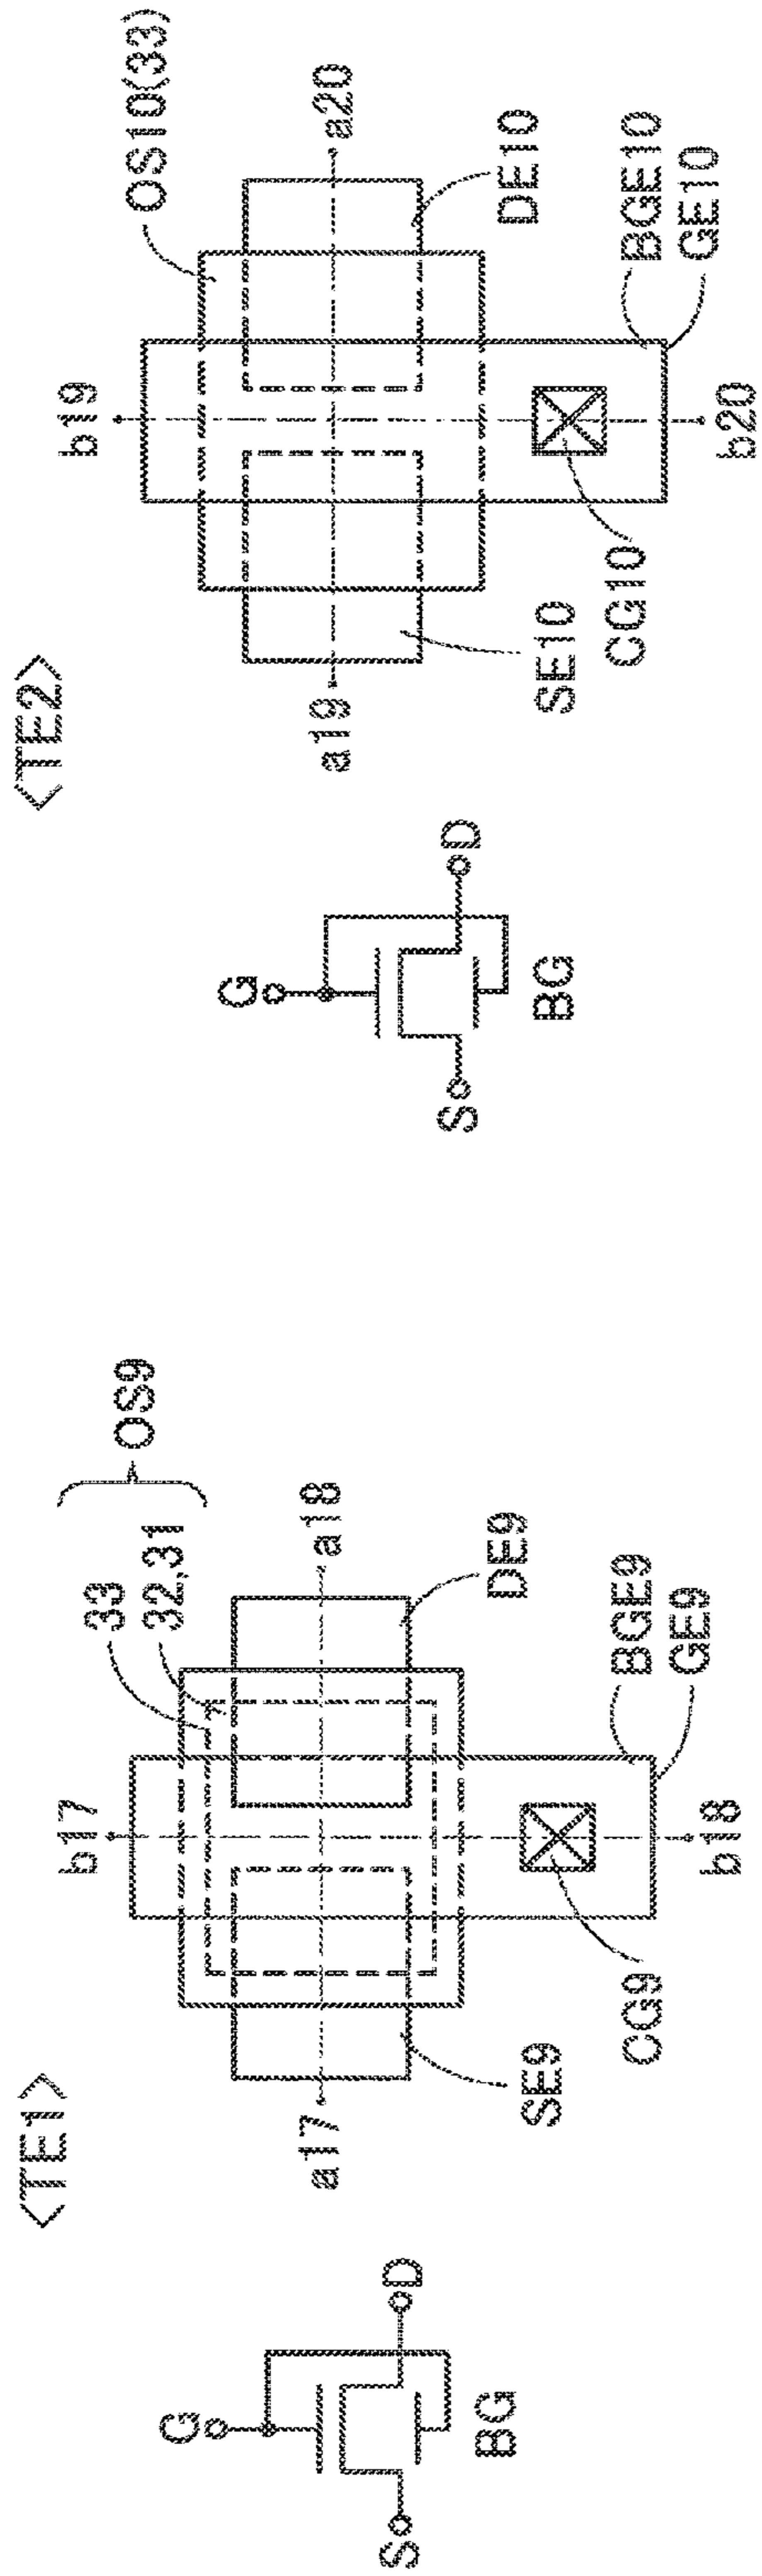 <TE1>
G
S
D
BG
b17
33
32,31
OS9
a17
a18
SE9
DE9
CG9
BGE9
GE9
b18
<TE2>
G
S
D
BG
b19
OS10(33)
a19
a20
SE10
DE10
CG10
BGE10
GE10
b20